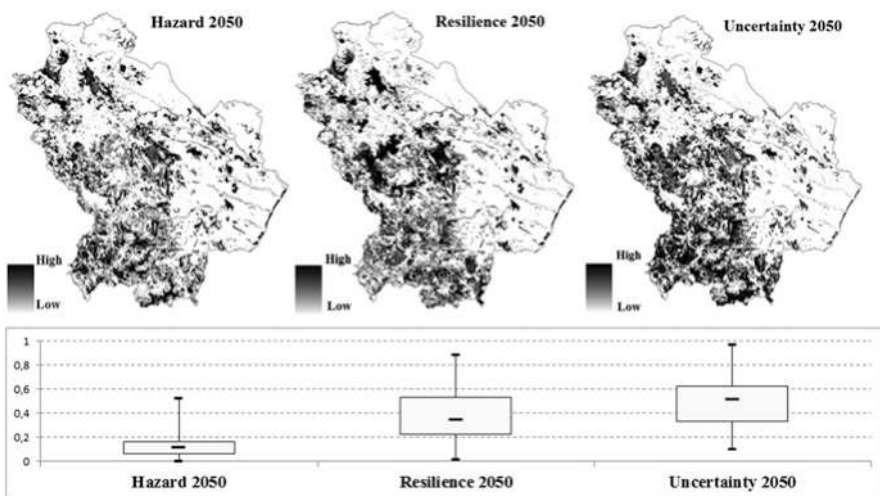 Hazard 2050
Resilience 2050
Uncertainty 2050
High
Low
High
Low
High
Low
1
0,8
0,6
0,4
0,2
0
Hazard 2050
Resilience 2050
Uncertainty 2050